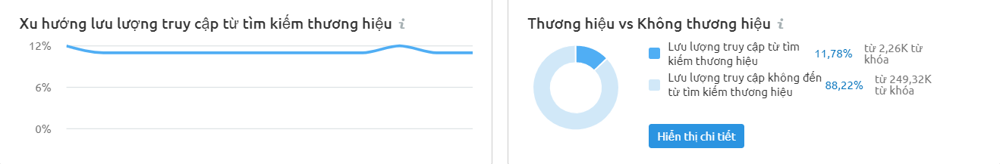 Xu hướng lưu lượng truy cập từ tìm kiếm thương hiệu i
12%
6%
0%
Thương hiệu vs Không thương hiệu i
Lưu lượng truy cập từ tìm
kiếm thương hiệu
11,78%
từ 2,26K từ
khóa
Lưu lượng truy cập không đến
từ tìm kiếm thương hiệu
88,22%
từ 249,32K
từ khóa
Hiển thị chi tiết